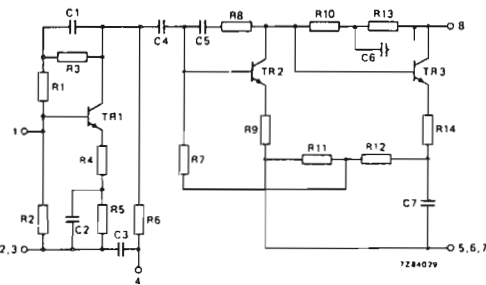 C1
C4
C5
R8
R10
R13
8
R3
C6
R1
TR1
TR2
TR3
1
R4
R9
R14
R7
R11
R12
R2
C2
R5
R6
C7
2,3
C3
5,6,7
4
7Z84079